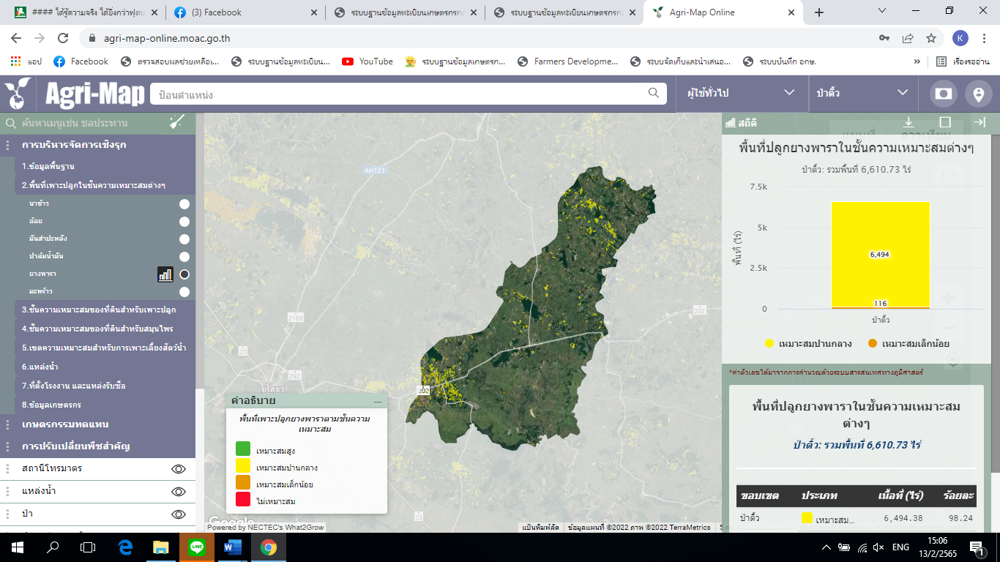 #### ได้รู้ความจริง ได้ยิ่งกว่าฟุตบ
(3) Facebook
ระบบฐานข้อมูลทะเบียนเกษตรกรกล
ระบบฐานข้อมูลทะเบียนเกษตรกรกล
Agri-Map Online
agri-map-online.moac.go.th
K
แอป
Facebook
ตรวจสอบผลช่วยเหลือเ...
ระบบฐานข้อมูลทะเบียน...
YouTube
ระบบฐานข้อมูลเกษตรก...
Farmers Developme...
ระบบจัดเก็บและนำเสนอ...
ระบบบันทึก อกษ.
»
เรื่องรออ่าน
Agri-Map
ป้อนตำแหน่ง
ผู้ใช้ทั่วไป
ป่าติ้ว
ค้นหาเมนูเช่น ชลประทาน
การบริหารจัดการเชิงรุก
1.ข้อมูลพื้นฐาน
2.พื้นที่เพาะปลูกในชั้นความเหมาะสมต่างๆ
นาข้าว
อ้อย
มันสำปะหลัง
ปาล์มน้ำมัน
ยางพารา
มะพร้าว
3.ชั้นความเหมาะสมของที่ดินสำหรับเพาะปลูก
4.ชั้นความเหมาะสมของที่ดินสำหรับสมุนไพร
5.เขตความเหมาะสมสำหรับการเพาะเลี้ยงสัตว์น้ำ
6.แหล่งน้ำ
7.ที่ตั้งโรงงาน และแหล่งรับซื้อ
8.ข้อมูลเกษตรกร
เกษตรกรรมทดแทน
การปรับเปลี่ยนพืชสำคัญ
สถานีโทรมาตร
แหล่งน้ำ
ป่า
AH121
2169
202
23
292
ยโสธร
202
23
คำอธิบาย
พื้นที่เพาะปลูกยางพาราตามชั้นความ
เหมาะสม
เหมาะสมสูง
เหมาะสมปานกลาง
เหมาะสมเล็กน้อย
ไม่เหมาะสม
Google
Powered by NECTEC's What2Grow
แป้นพิมพ์ลัด
ข้อมูลแผนที่ ©2022 ภาพ ©2022 TerraMetrics
5 ก
สถิติ
แผนที่
ดาวเทียม
พื้นที่ปลูกยางพาราในชั้นความเหมาะสมต่างๆ
ป่าติ้ว: รวมพื้นที่ 6,610.73 ไร่
7.5k
5k
2.5k
0
พื้นที่ (ไร่)
6,494
116
ป่าติ้ว
เหมาะสมปานกลาง
เหมาะสมเล็กน้อย
*ค่าตัวเลขได้มาจากการคำนวณด้วยระบบสารสนเทศทางภูมิศาสตร์
พื้นที่ปลูกยางพาราในชั้นความเหมาะสม
ต่างๆ
ป่าติ้ว: รวมพื้นที่ 6,610.73 ไร่
ขอบเขต ประเภท เนื้อที่ (ไร่) ร้อยละ
ป่าติ้ว เหมาะสม... 6,494.38 98.24
ENG
15:06
13/2/2565
1